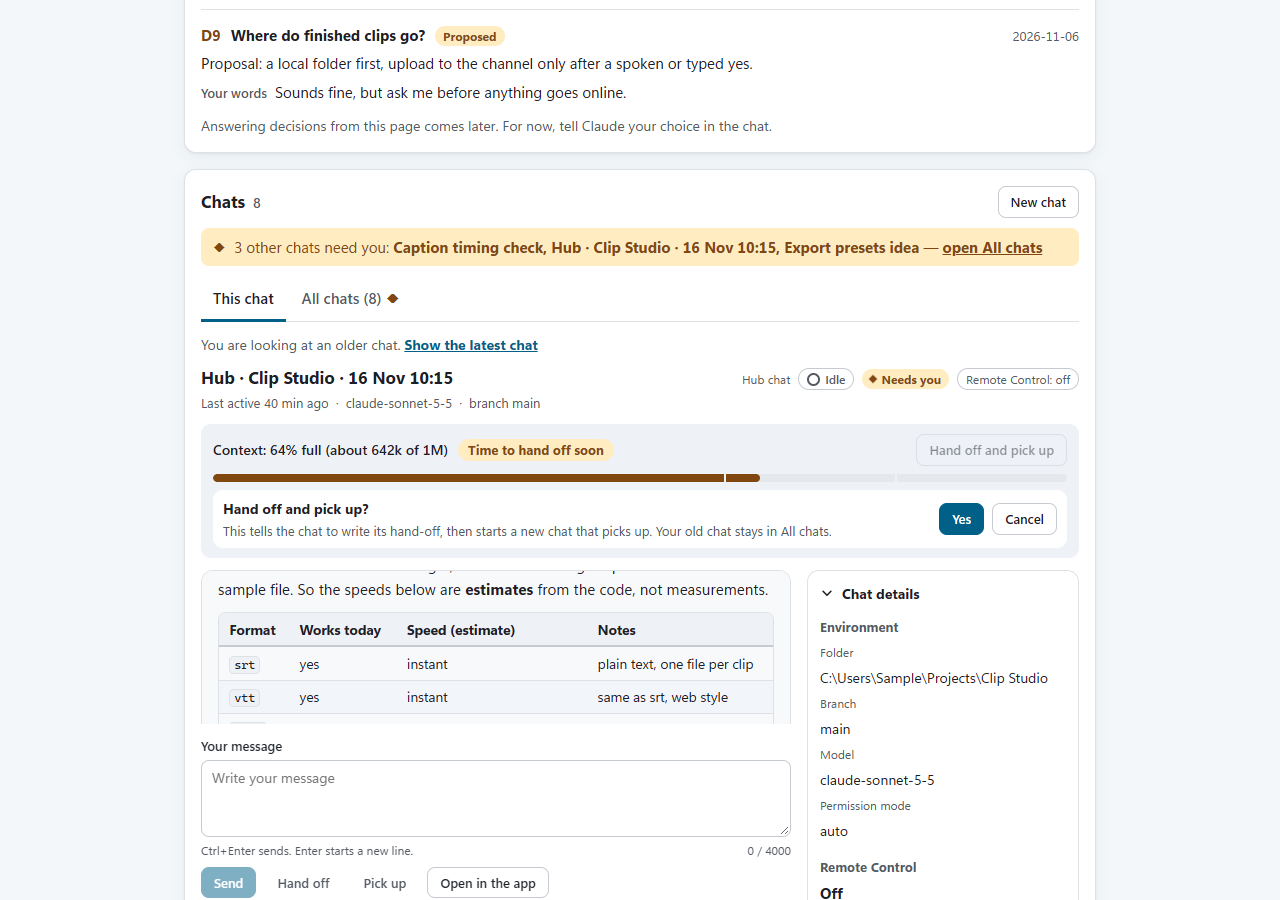 D9 Where do finished clips go? Proposed 2026-11-06
Proposal: a local folder first, upload to the channel only after a spoken or typed yes.
Your words Sounds fine, but ask me before anything goes online.
Answering decisions from this page comes later. For now, tell Claude your choice in the chat.
Chats 8 New chat
3 other chats need you: Caption timing check, Hub · Clip Studio · 16 Nov 10:15, Export presets idea — open All chats
This chat All chats (8)
You are looking at an older chat. Show the latest chat
Hub · Clip Studio · 16 Nov 10:15 Hub chat Idle Needs you Remote Control: off
Last active 40 min ago · claude-sonnet-5-5 · branch main
Context: 64% full (about 642k of 1M) Time to hand off soon Hand off and pick up
Hand off and pick up?
This tells the chat to write its hand-off, then starts a new chat that picks up. Your old chat stays in All chats.
Yes Cancel
sample file. So the speeds below are estimates from the code, not measurements.
Format Works today Speed (estimate) Notes
srt yes instant plain text, one file per clip
vtt yes instant same as srt, web style
Your message
Write your message
Ctrl+Enter sends. Enter starts a new line. 0 / 4000
Send Hand off Pick up Open in the app
Chat details
Environment
Folder
C:\Users\Sample\Projects\Clip Studio
Branch
main
Model
claude-sonnet-5-5
Permission mode
auto
Remote Control
Off